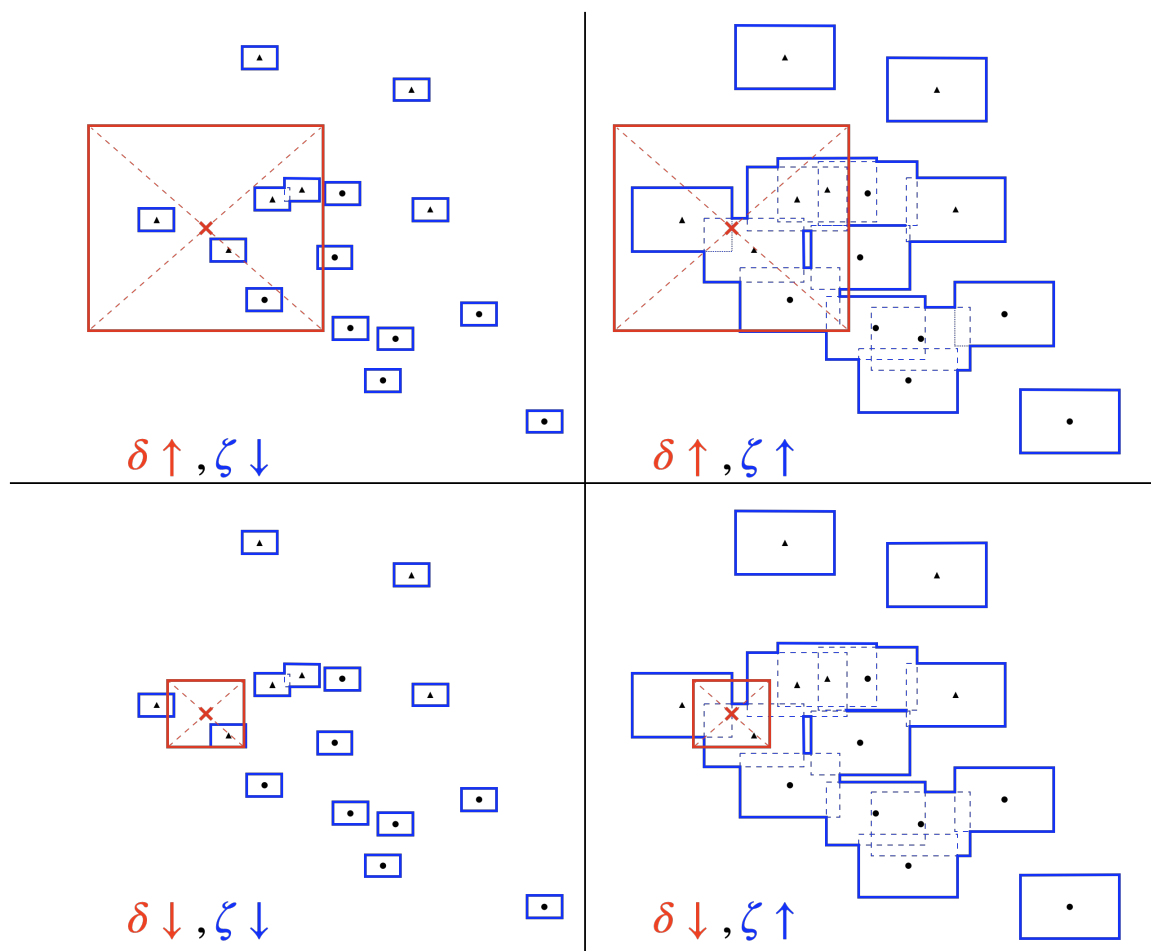 δ ↑ , ζ ↓
δ ↑ , ζ ↑
δ ↓ , ζ ↓
δ ↓ , ζ ↑